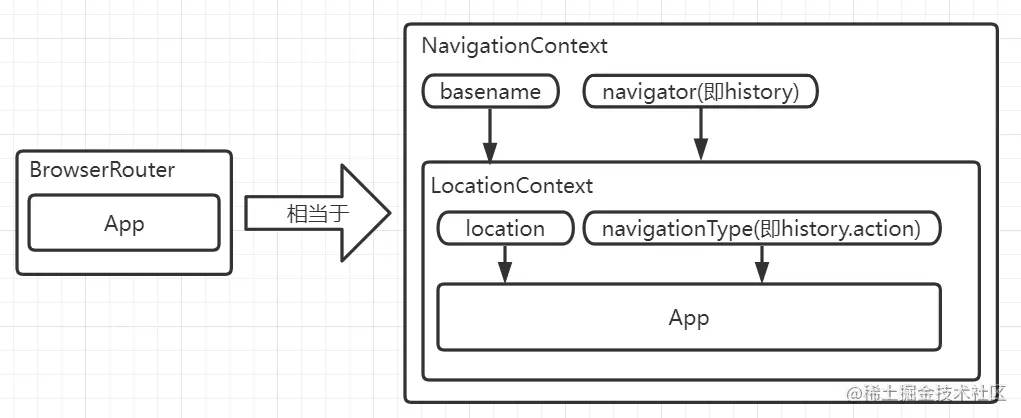 NavigationContext
basename
navigator(即history)
BrowserRouter
App
相当于
LocationContext
location
navigationType(即history.action)
App
@稀土掘金技术社区